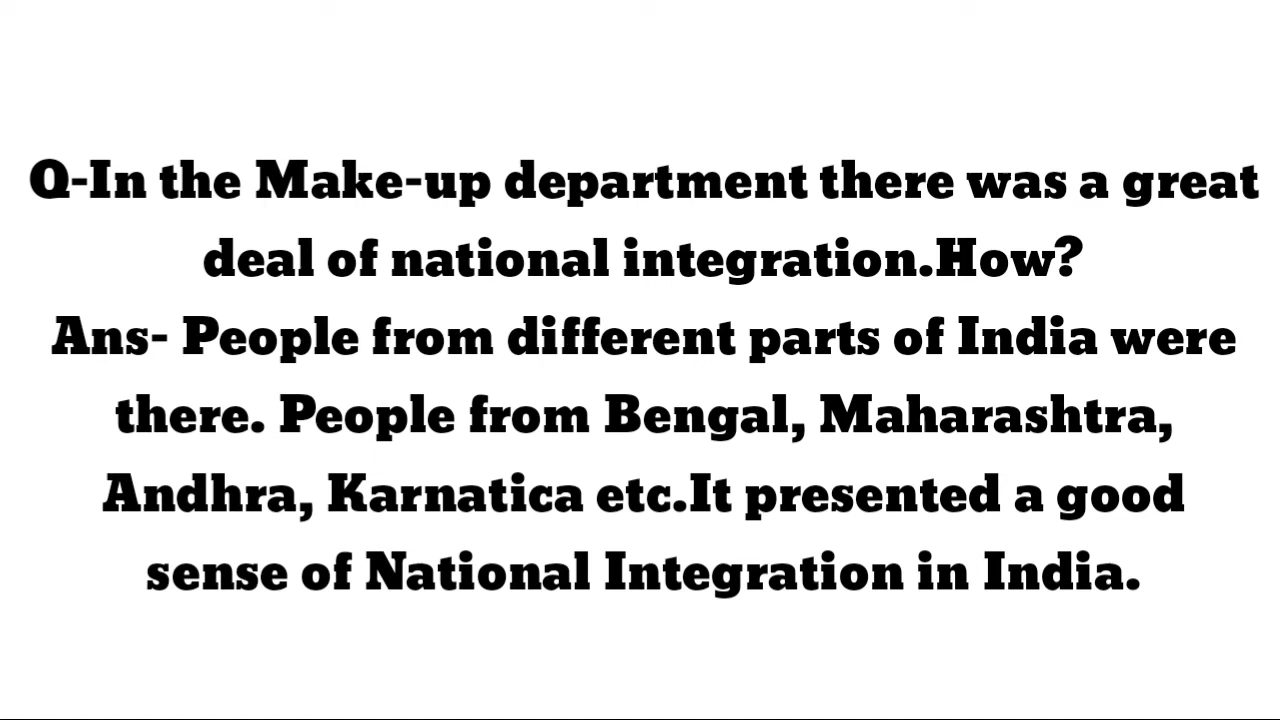 Q-In the Make-up department there was a great
deal of national integration.How?
Ans- People from different parts of India were
there. People from Bengal, Maharashtra,
Andhra, Karnatica etc.It presented a good
sense of National Integration in India.